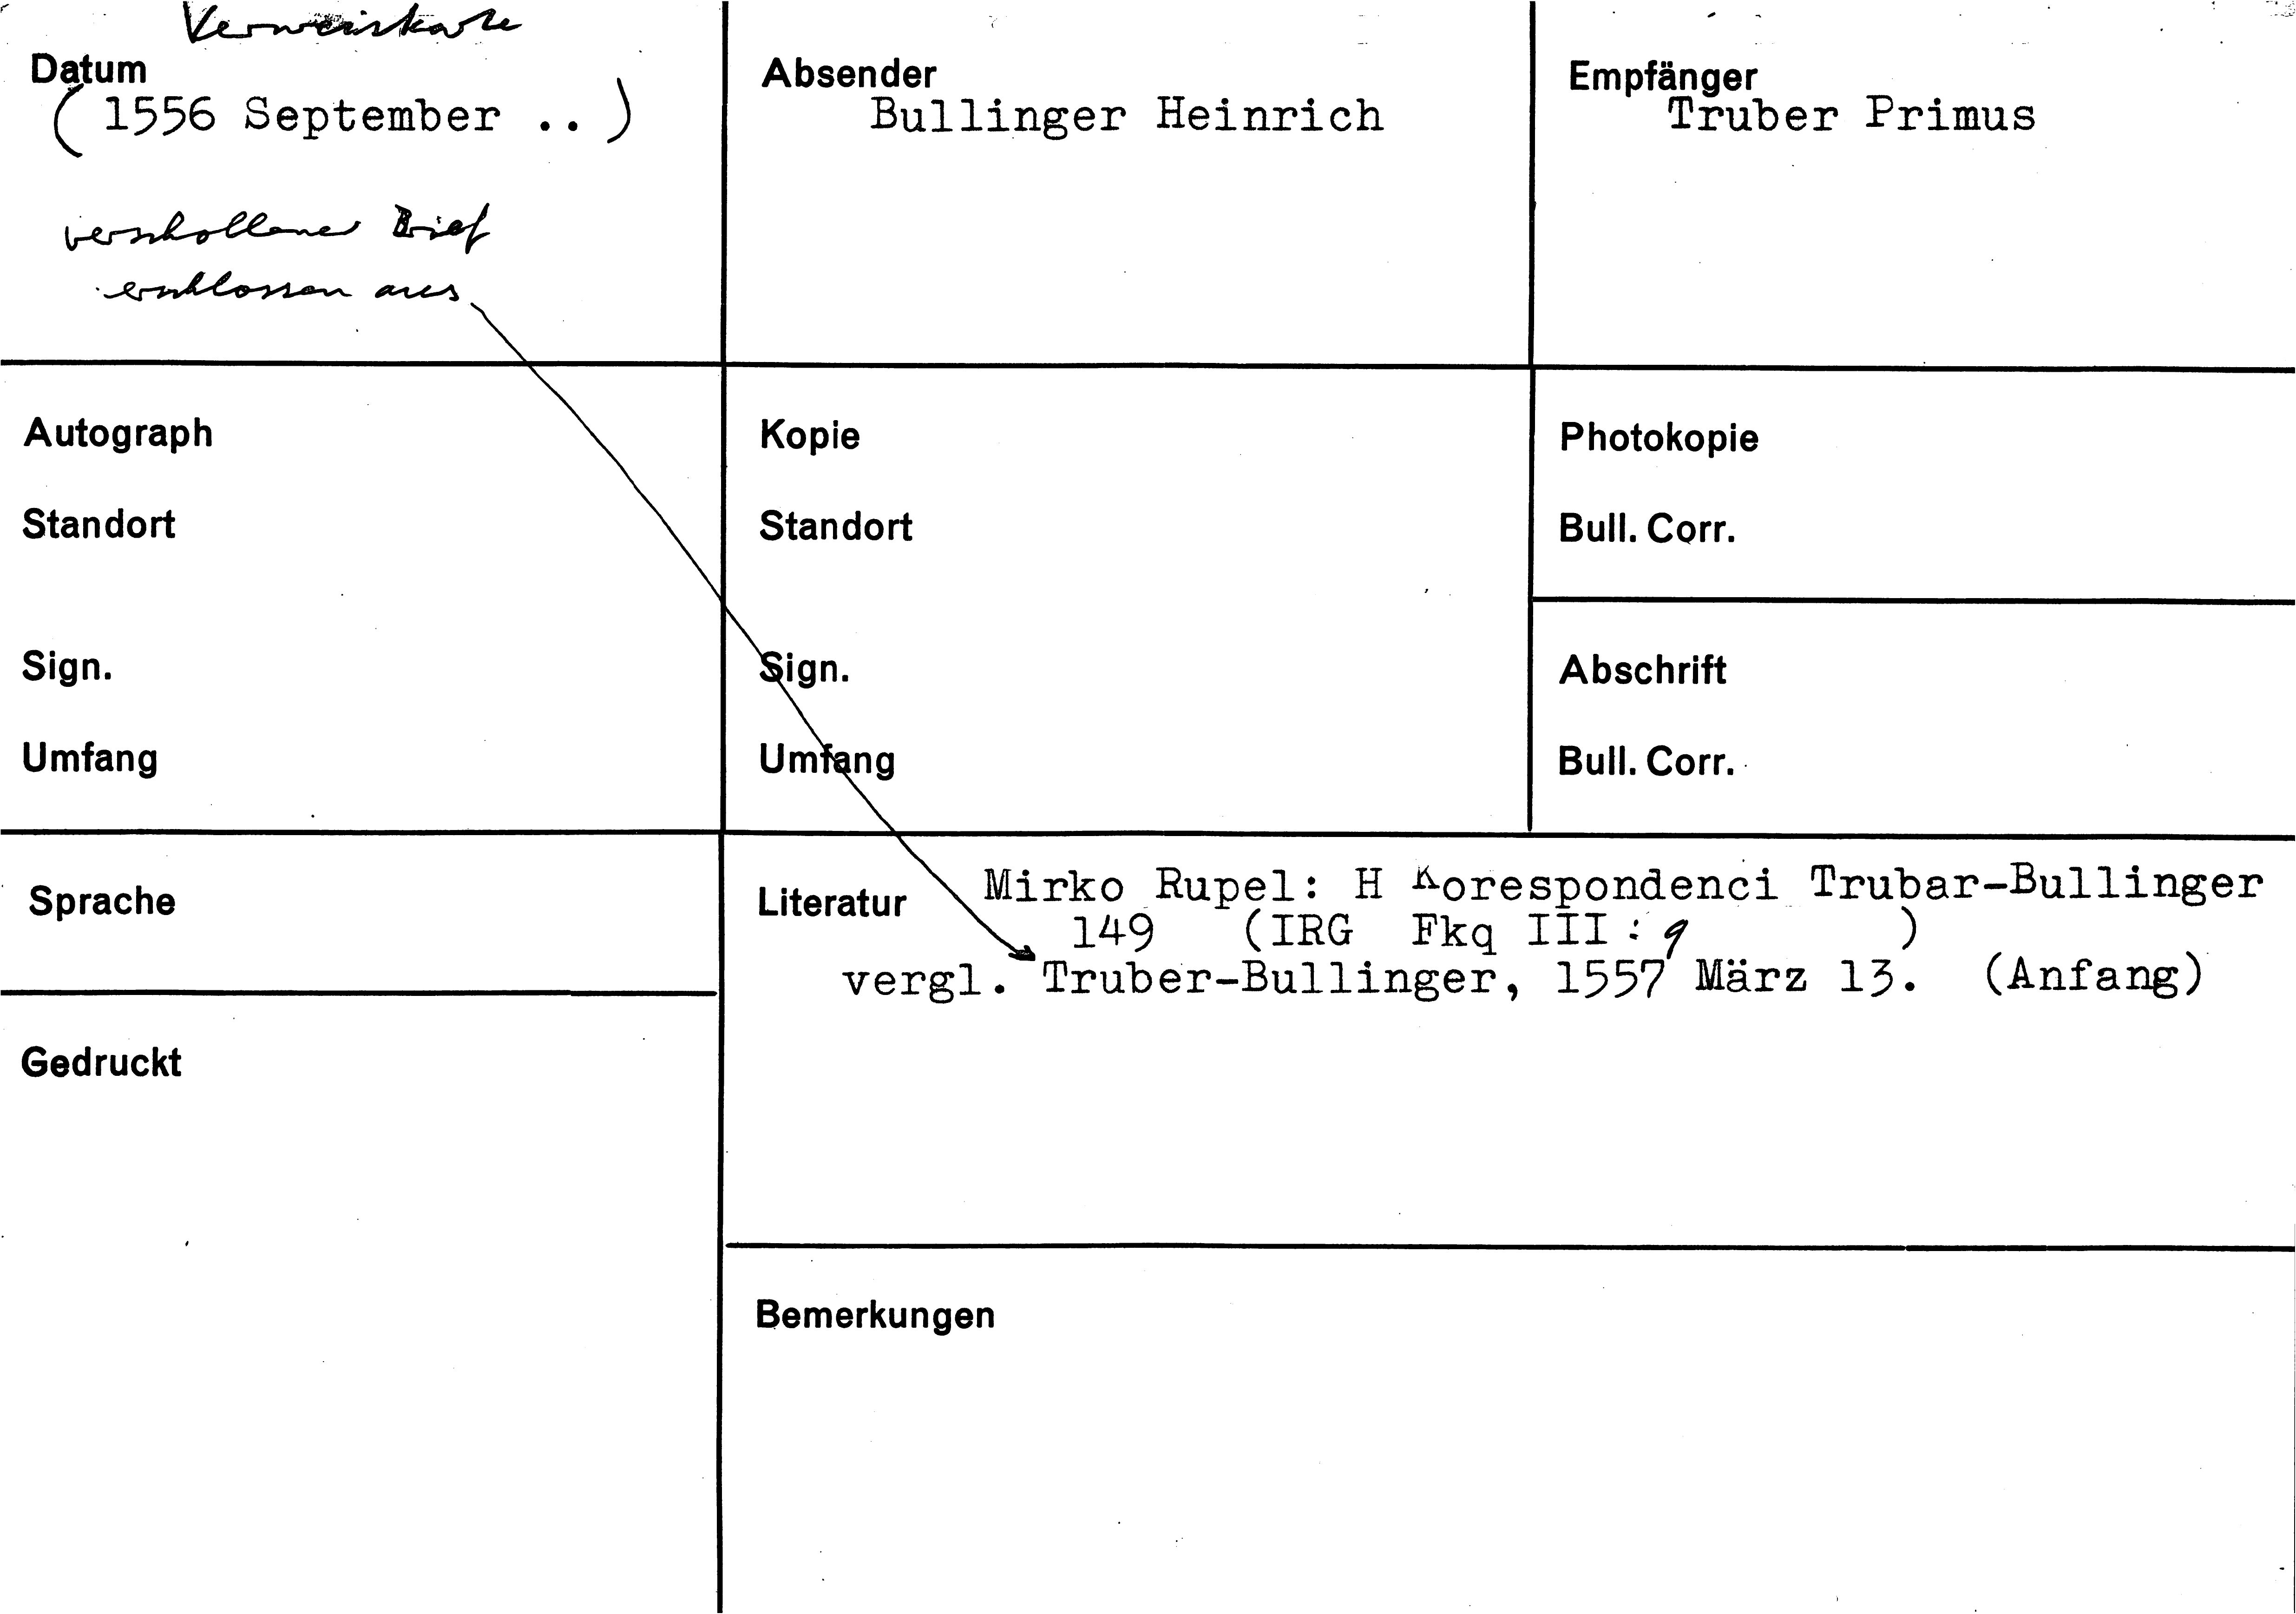 Verweiskarte
Datum
( 1556 September .. )
verschollener Brief
erschlossen aus
Absender
Bullinger Heinrich
Empfänger
Truber Primus
Autograph
Standort
Sign.
Umfang
Kopie
Standort
Sign.
Umfang
Photokopie
Bull. Corr.
Abschrift
Bull. Corr.
Sprache
Gedruckt
Literatur Mirko Rupel: H Korespondenci Trubar-Bullinger
149 (IRG Fkq III : 9 )
vergl. Truber-Bullinger, 1557 März 13. (Anfang)
Bemerkungen